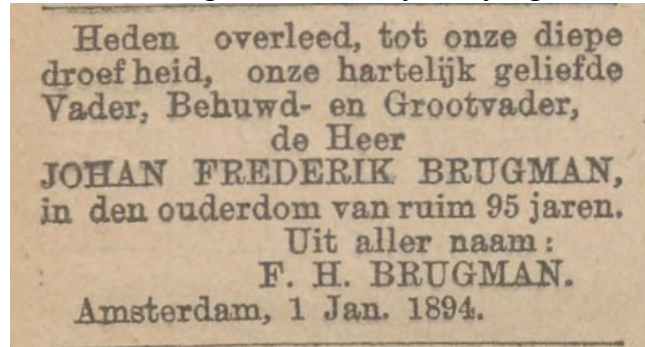 Heden overleed, tot onze diepe
droefheid, onze hartelijk geliefde
Vader, Behuwd- en Grootvader,
de Heer
JOHAN FREDERIK BRUGMAN,
in den ouderdom van ruim 95 jaren.
Uit aller naam:
F. H. BRUGMAN.
Amsterdam, 1 Jan. 1894.